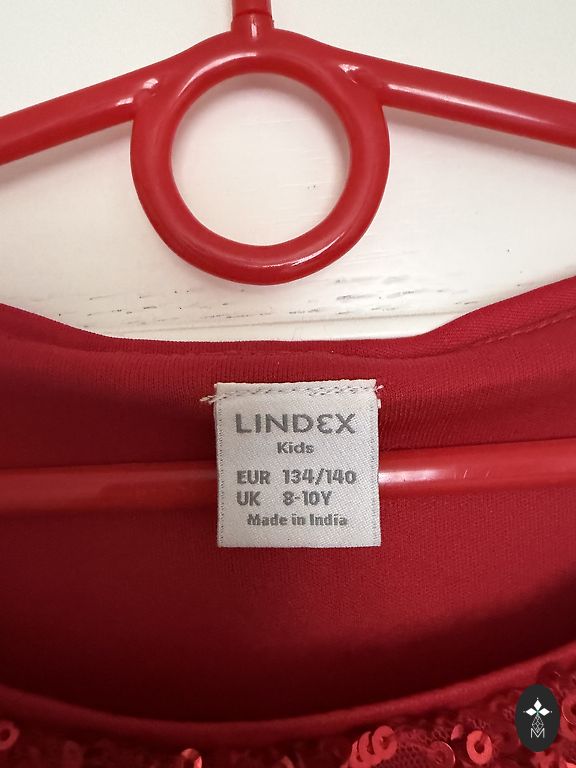 LINDEX
Kids
EUR 134/140
UK 8-10Y
Made in India
M